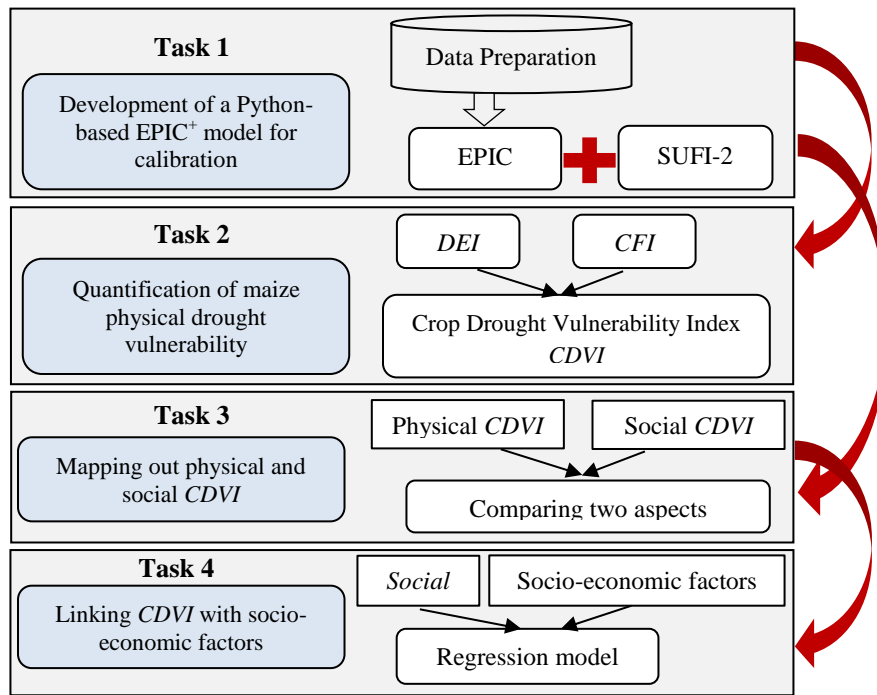 Task 1
Development of a Python-
based EPIC⁺ model for
calibration
Data Preparation
EPIC
SUFI-2
Task 2
Quantification of maize
physical drought
vulnerability
DEI
CFI
Crop Drought Vulnerability Index
CDVI
Task 3
Mapping out physical and
social CDVI
Physical CDVI
Social CDVI
Comparing two aspects
Task 4
Linking CDVI with socio-
economic factors
Social
Socio-economic factors
Regression model